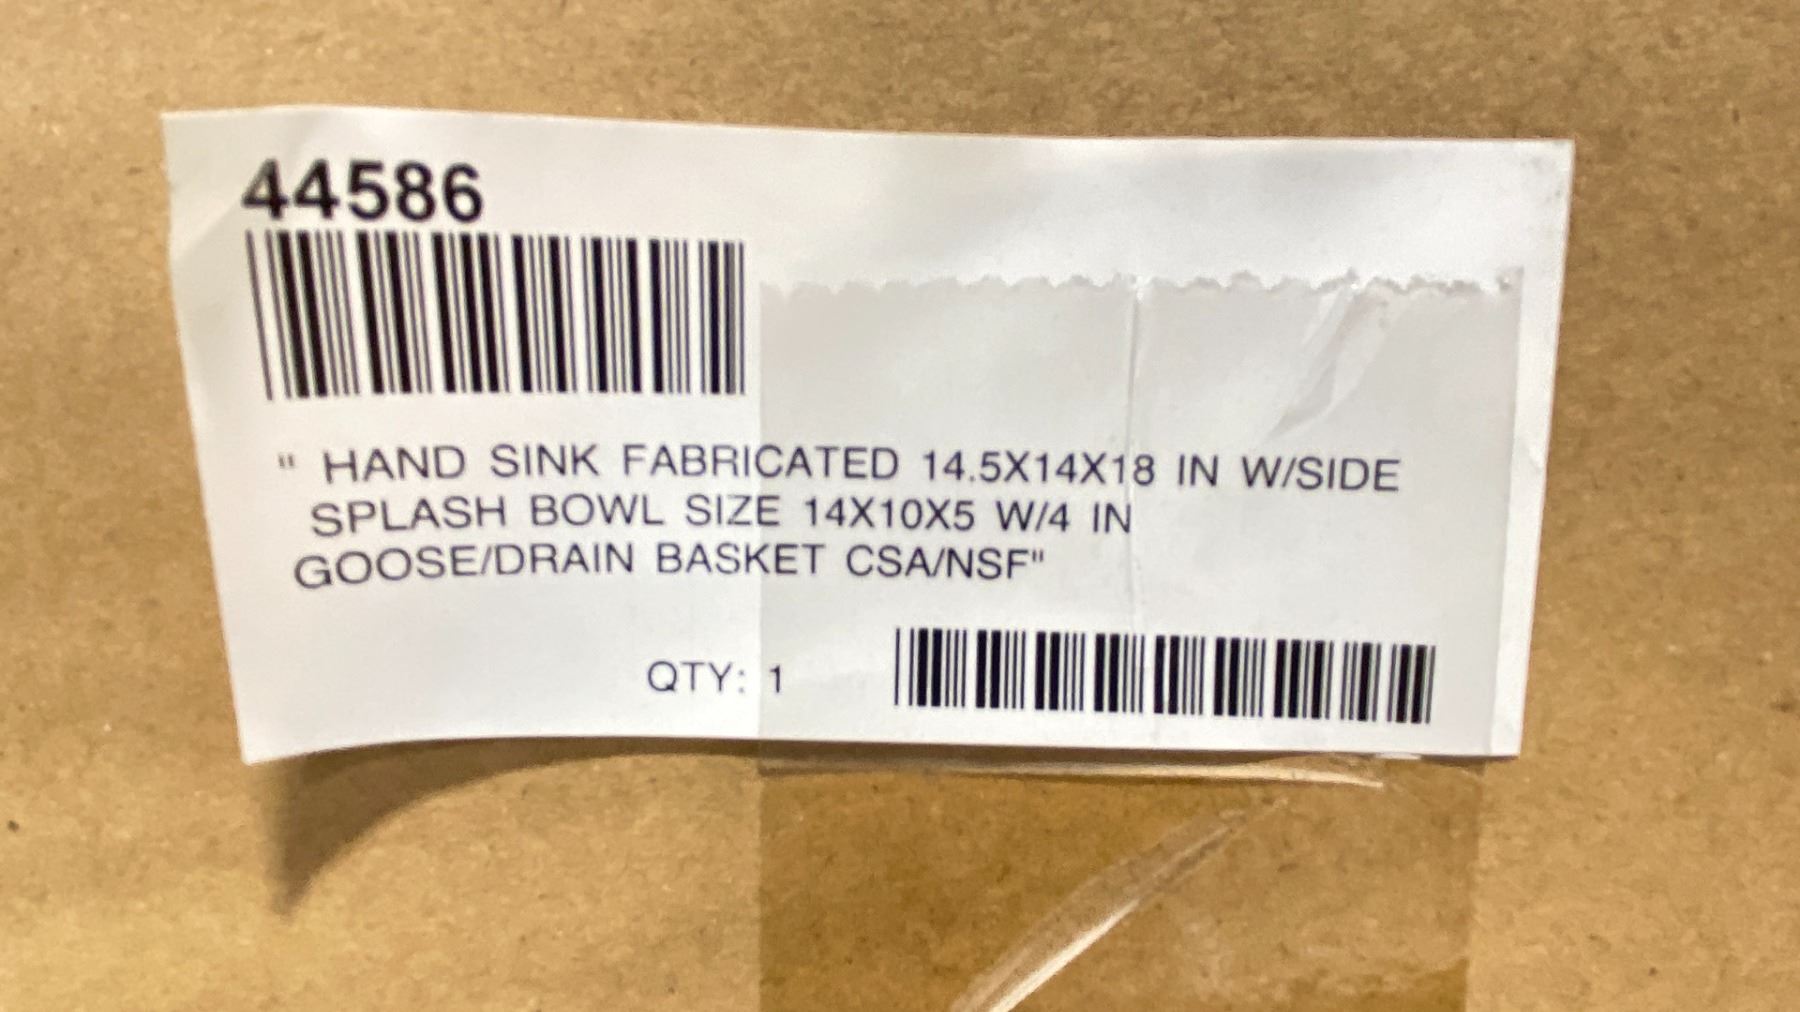 44586
" HAND SINK FABRICATED 14.5X14X18 IN W/SIDE
SPLASH BOWL SIZE 14X10X5 W/4 IN
GOOSE/DRAIN BASKET CSA/NSF"
QTY: 1